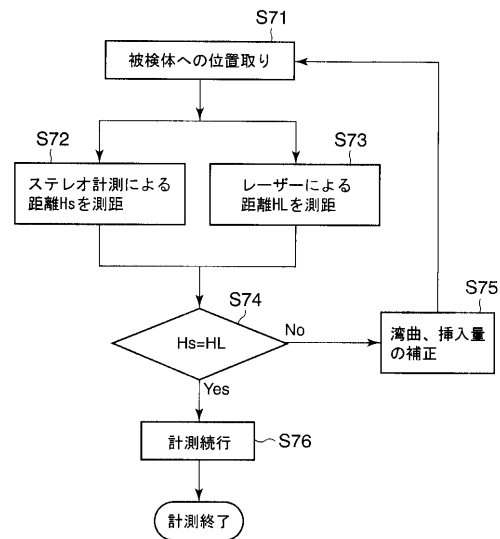 S71
被検体への位置取り
S72
ステレオ計測による
距離Hsを測距
S73
レーザーによる
距離HLを測距
S74
Hs=HL
No
Yes
S75
湾曲、挿入量
の補正
計測続行
S76
計測終了